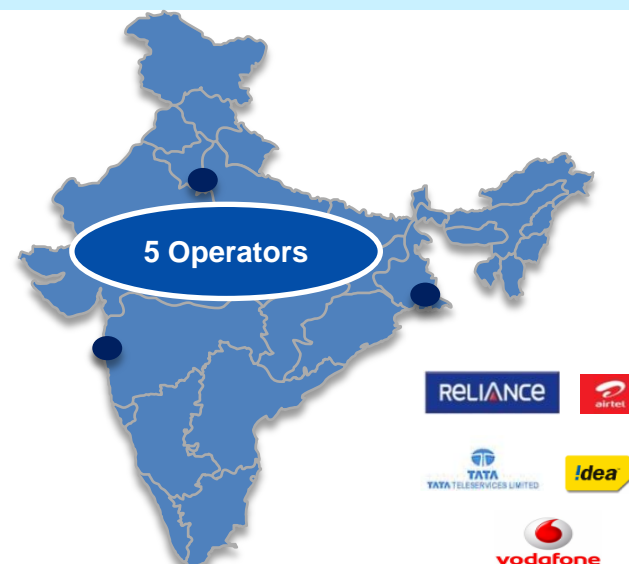 5 Operators
RELIANCE
airtel
TATA
TATA TELESERVICES LIMITED
!dea
vodafone